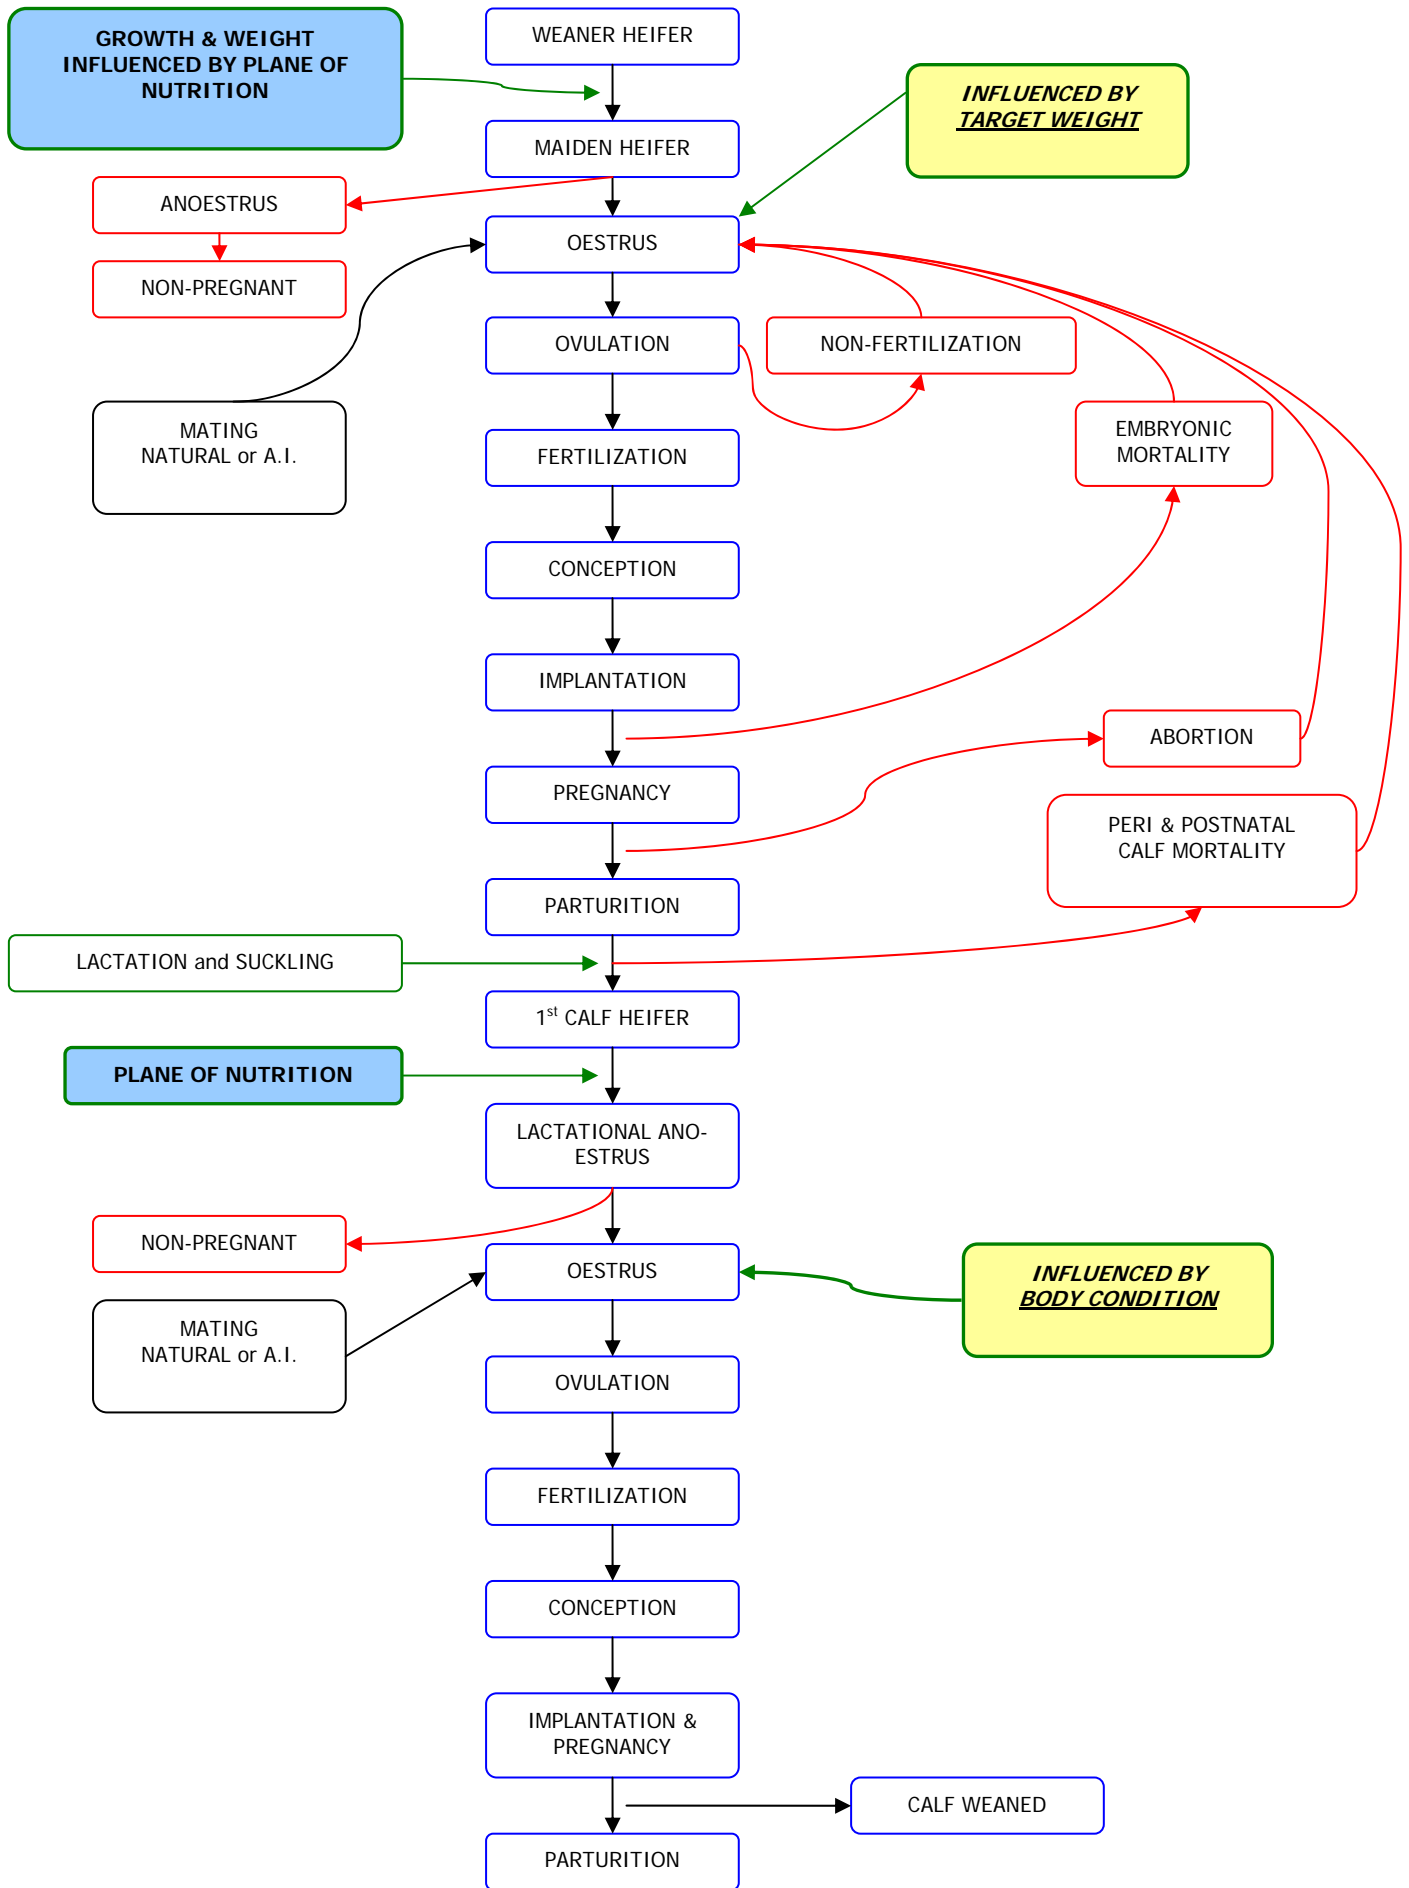 GROWTH & WEIGHT
INFLUENCED BY PLANE OF
NUTRITION
WEANER HEIFER
INFLUENCED BY
TARGET WEIGHT
MAIDEN HEIFER
ANOESTRUS
OESTRUS
NON-PREGNANT
OVULATION
NON-FERTILIZATION
MATING
NATURAL or A.I.
EMBRYONIC
MORTALITY
FERTILIZATION
CONCEPTION
IMPLANTATION
ABORTION
PREGNANCY
PERI & POSTNATAL
CALF MORTALITY
PARTURITION
LACTATION and SUCKLING
1st CALF HEIFER
PLANE OF NUTRITION
LACTATIONAL ANO-
ESTRUS
NON-PREGNANT
OESTRUS
INFLUENCED BY
BODY CONDITION
MATING
NATURAL or A.I.
OVULATION
FERTILIZATION
CONCEPTION
IMPLANTATION &
PREGNANCY
CALF WEANED
PARTURITION